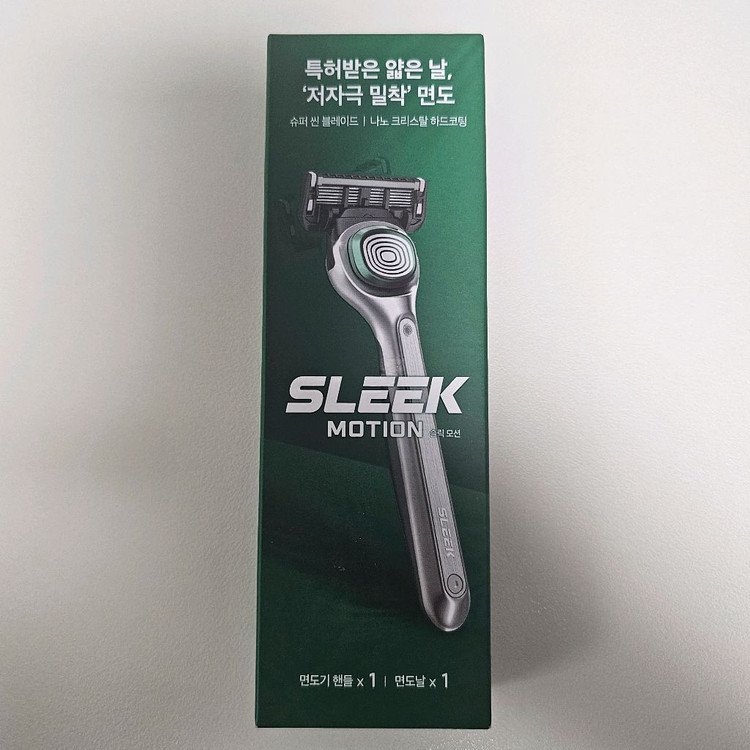 특허받은 얇은 날,
‘저자극 밀착’ 면도
슈퍼 씬 블레이드 | 나노 크리스탈 하드코팅
SLEEK
MOTION 슬릭 모션
SLEEK
면도기 핸들 x 1 | 면도날 x 1